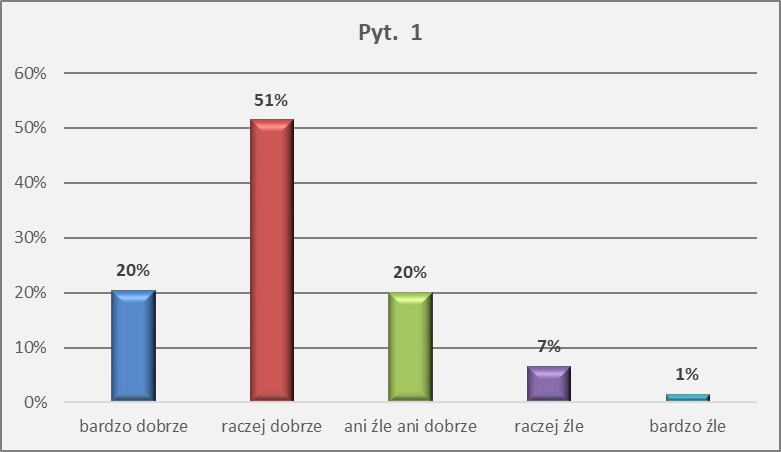 Pyt. 1
60%
50%
40%
30%
20%
10%
0%
20%
51%
20%
7%
1%
bardzo dobrze
raczej dobrze
ani źle ani dobrze
raczej źle
bardzo źle